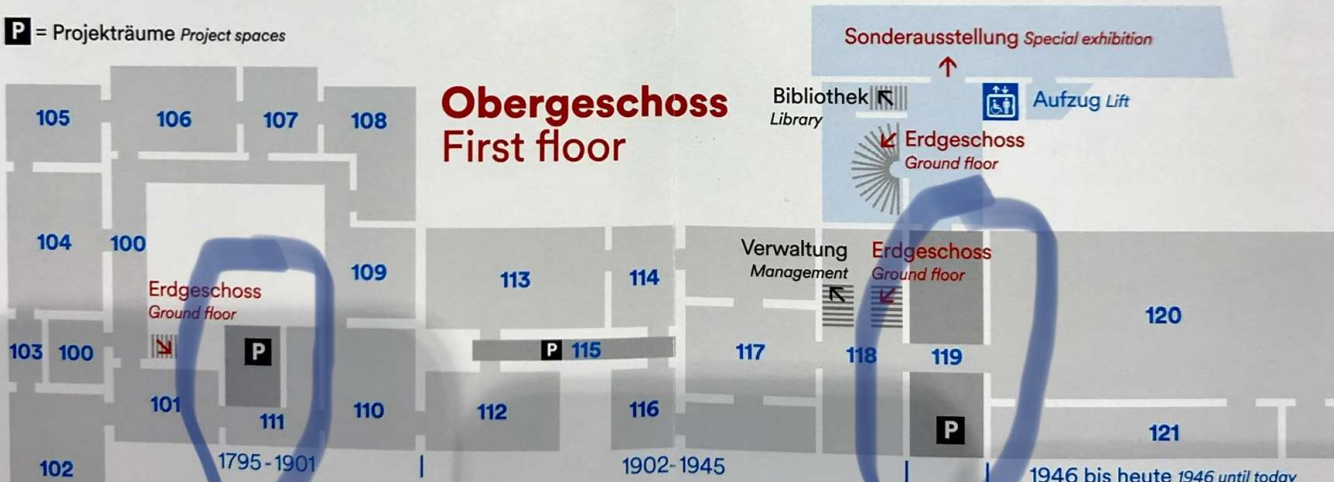 P = Projekträume Project spaces
Obergeschoss
First floor
Sonderausstellung Special exhibition
Bibliothek
Library
Aufzug Lift
Erdgeschoss
Ground floor
105
106
107
108
104
100
109
Erdgeschoss
Ground floor
103
100
P
101
111
110
102
1795-1901
113
114
P 115
112
116
1902-1945
Verwaltung
Management
Erdgeschoss
Ground floor
117
118
119
P
120
121
1946 bis heute 1946 until today